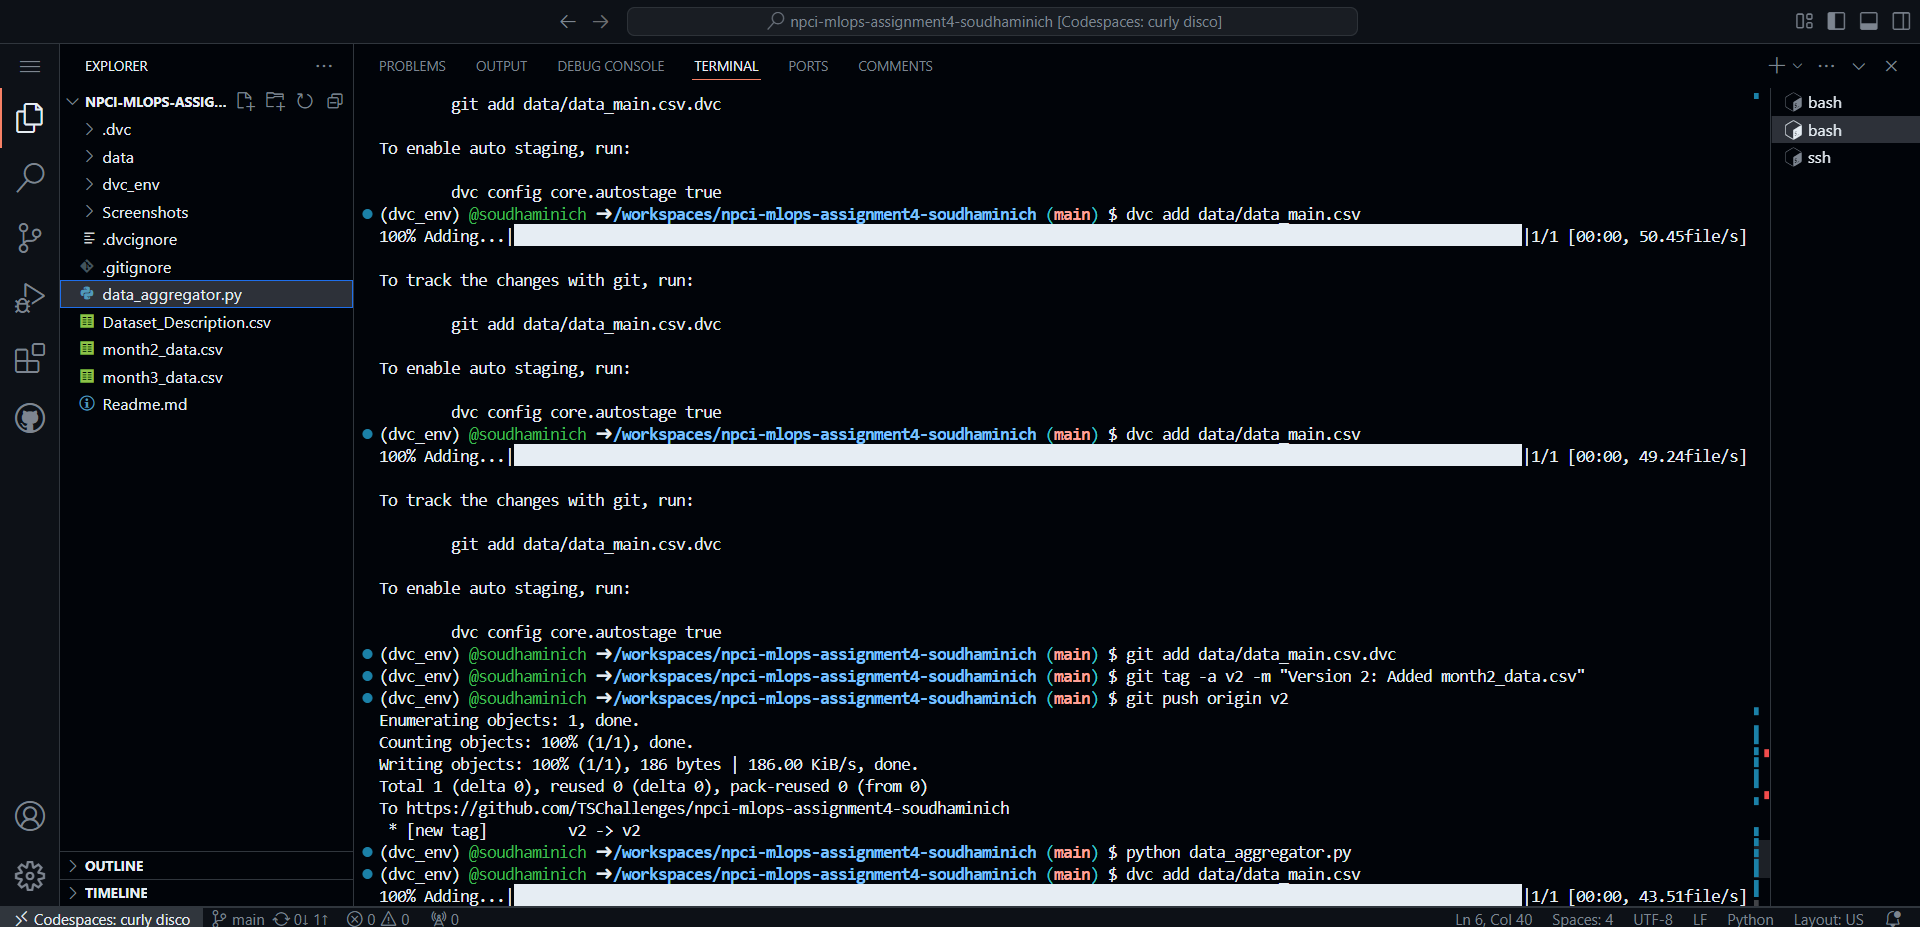 npci-mlops-assignment4-soudhaminich [Codespaces: curly disco]
EXPLORER
NPCI-MLOPS-ASSIG...
.dvc
data
dvc_env
Screenshots
.dvcignore
.gitignore
data_aggregator.py
Dataset_Description.csv
month2_data.csv
month3_data.csv
Readme.md
OUTLINE
TIMELINE
PROBLEMS OUTPUT DEBUG CONSOLE TERMINAL PORTS COMMENTS
git add data/data_main.csv.dvc
To enable auto staging, run:
dvc config core.autostage true
(dvc_env) @soudhaminich ➜/workspaces/npci-mlops-assignment4-soudhaminich (main) $ dvc add data/data_main.csv
100% Adding...| |1/1 [00:00, 50.45file/s]
To track the changes with git, run:
git add data/data_main.csv.dvc
To enable auto staging, run:
dvc config core.autostage true
(dvc_env) @soudhaminich ➜/workspaces/npci-mlops-assignment4-soudhaminich (main) $ dvc add data/data_main.csv
100% Adding...| |1/1 [00:00, 49.24file/s]
To track the changes with git, run:
git add data/data_main.csv.dvc
To enable auto staging, run:
dvc config core.autostage true
(dvc_env) @soudhaminich ➜/workspaces/npci-mlops-assignment4-soudhaminich (main) $ git add data/data_main.csv.dvc
(dvc_env) @soudhaminich ➜/workspaces/npci-mlops-assignment4-soudhaminich (main) $ git tag -a v2 -m "Version 2: Added month2_data.csv"
(dvc_env) @soudhaminich ➜/workspaces/npci-mlops-assignment4-soudhaminich (main) $ git push origin v2
Enumerating objects: 1, done.
Counting objects: 100% (1/1), done.
Writing objects: 100% (1/1), 186 bytes | 186.00 KiB/s, done.
Total 1 (delta 0), reused 0 (delta 0), pack-reused 0 (from 0)
To https://github.com/TSChallenges/npci-mlops-assignment4-soudhaminich
* [new tag] v2 -> v2
(dvc_env) @soudhaminich ➜/workspaces/npci-mlops-assignment4-soudhaminich (main) $ python data_aggregator.py
(dvc_env) @soudhaminich ➜/workspaces/npci-mlops-assignment4-soudhaminich (main) $ dvc add data/data_main.csv
100% Adding...| |1/1 [00:00, 43.51file/s]
bash
bash
ssh
Codespaces: curly disco main 0↓ 1↑ 0 0 0 Ln 6, Col 40 Spaces: 4 UTF-8 LF Python Layout: US